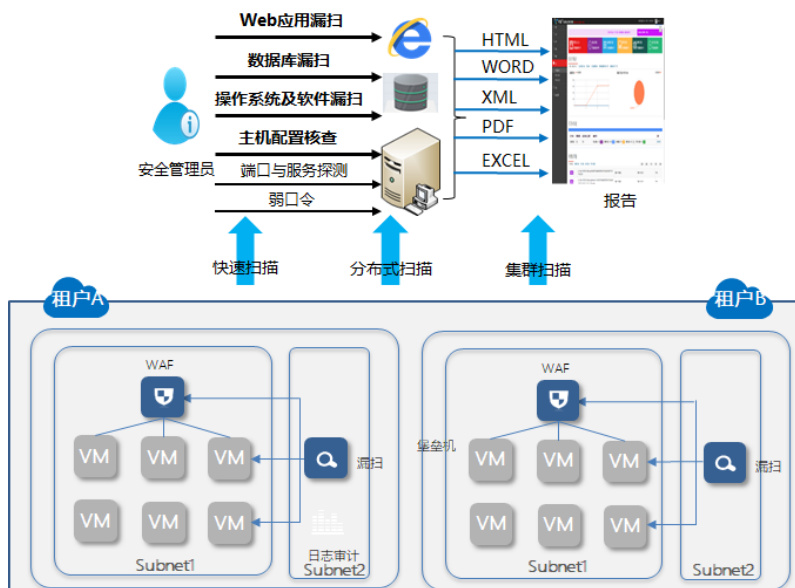 Web应用漏扫
数据库漏扫
操作系统及软件漏扫
主机配置核查
端口与服务探测
弱口令
安全管理员
HTML
WORD
XML
PDF
EXCEL
报告
快速扫描
分布式扫描
集群扫描
租户A
租户B
WAF
VM
VM
VM
VM
VM
VM
漏扫
日志审计
Subnet1
Subnet2
WAF
堡垒机
VM
VM
VM
VM
VM
VM
漏扫
Subnet1
Subnet2